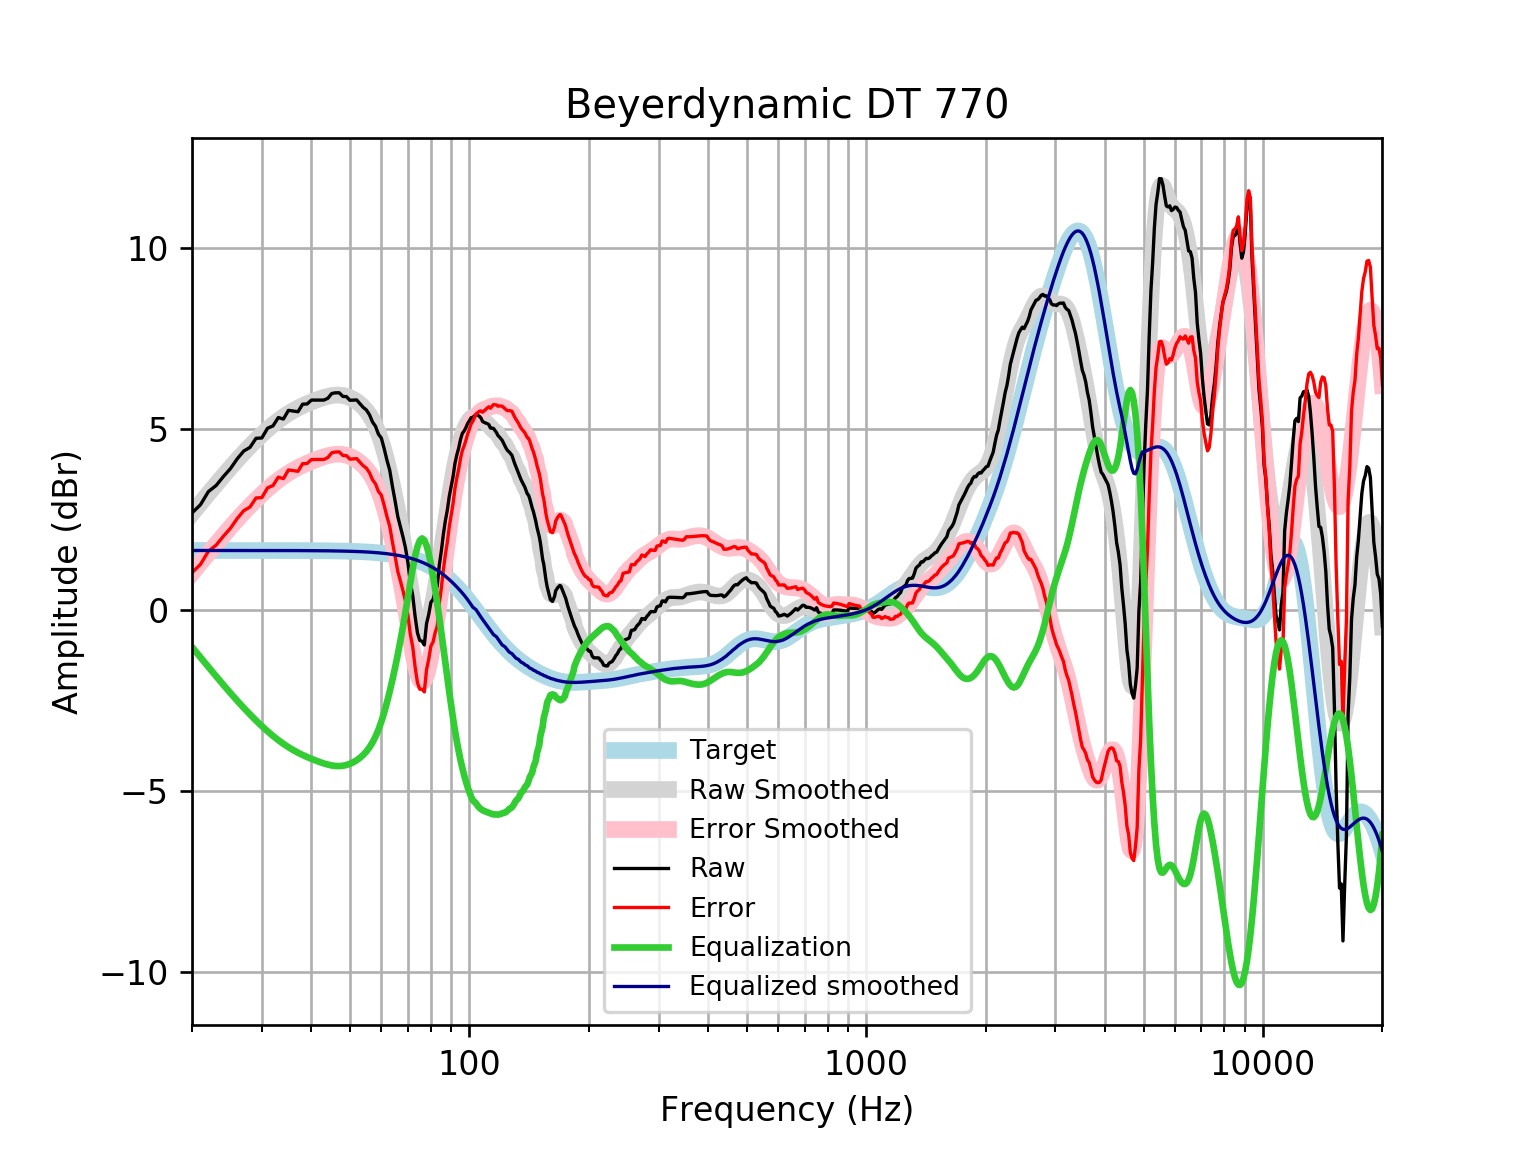 Beyerdynamic DT 770
10
5
0
−5
−10
Amplitude (dBr)
Target
Raw Smoothed
Error Smoothed
Raw
Error
Equalization
Equalized smoothed
100 1000 10000
Frequency (Hz)